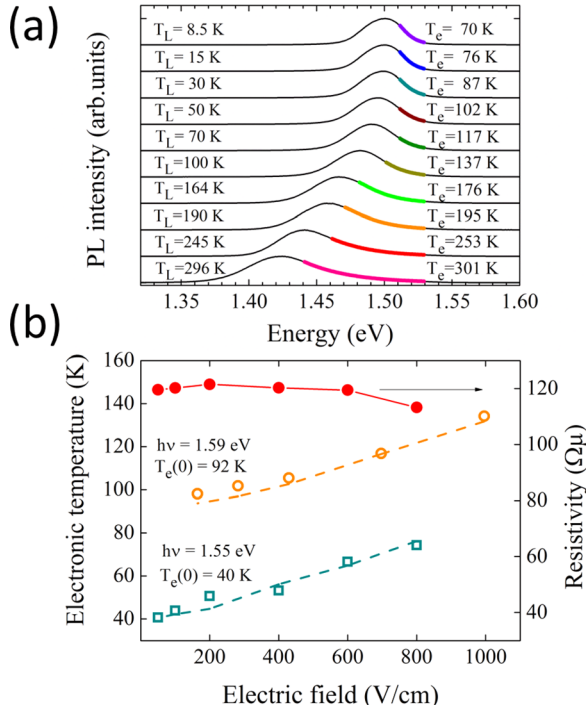 (a)
PL intensity (arb.units)
T_L= 8.5 K T_e= 70 K
T_L= 15 K T_e= 76 K
T_L= 30 K T_e= 87 K
T_L= 50 K T_e=102 K
T_L= 70 K T_e=117 K
T_L=100 K T_e=137 K
T_L=164 K T_e=176 K
T_L=190 K T_e=195 K
T_L=245 K T_e=253 K
T_L=296 K T_e=301 K
1.35 1.40 1.45 1.50 1.55 1.60
Energy (eV)
(b)
Electronic temperature (K)
160
140
120
100
80
60
40
hν = 1.59 eV
T_e(0) = 92 K
hν = 1.55 eV
T_e(0) = 40 K
120
100
80
60
40
Resistivity (Ωμ)
200 400 600 800 1000
Electric field (V/cm)